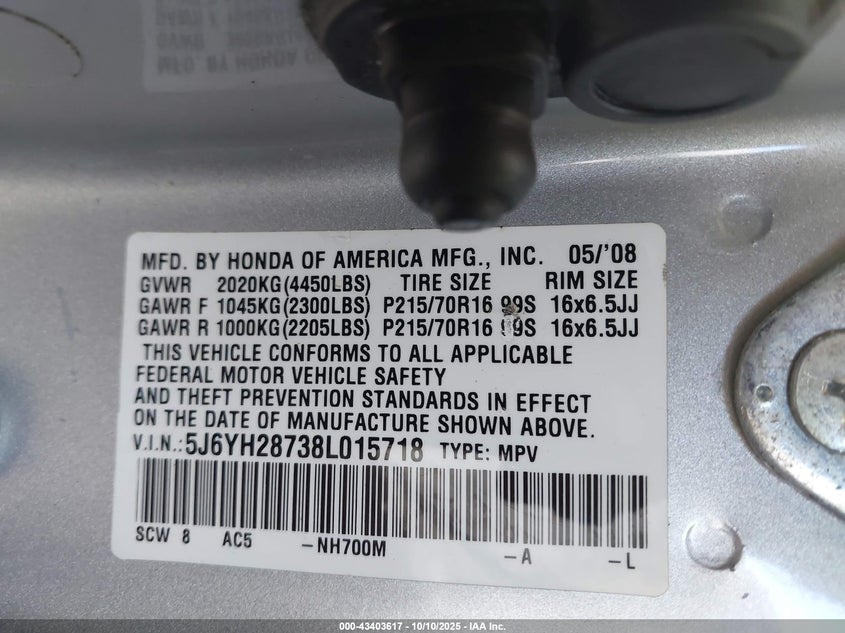 MFD. BY HONDA OF AMERICA MFG., INC. 05/'08
GVWR 2020KG(4450LBS) TIRE SIZE RIM SIZE
GAWR F 1045KG(2300LBS) P215/70R16 99S 16x6.5JJ
GAWR R 1000KG(2205LBS) P215/70R16 99S 16x6.5JJ
THIS VEHICLE CONFORMS TO ALL APPLICABLE
FEDERAL MOTOR VEHICLE SAFETY
AND THEFT PREVENTION STANDARDS IN EFFECT
ON THE DATE OF MANUFACTURE SHOWN ABOVE.
V.I.N.:5J6YH28738L015718 TYPE: MPV
SCW 8 AC5 -NH700M -A -L
000-43403617 - 10/10/2025 - IAA Inc.